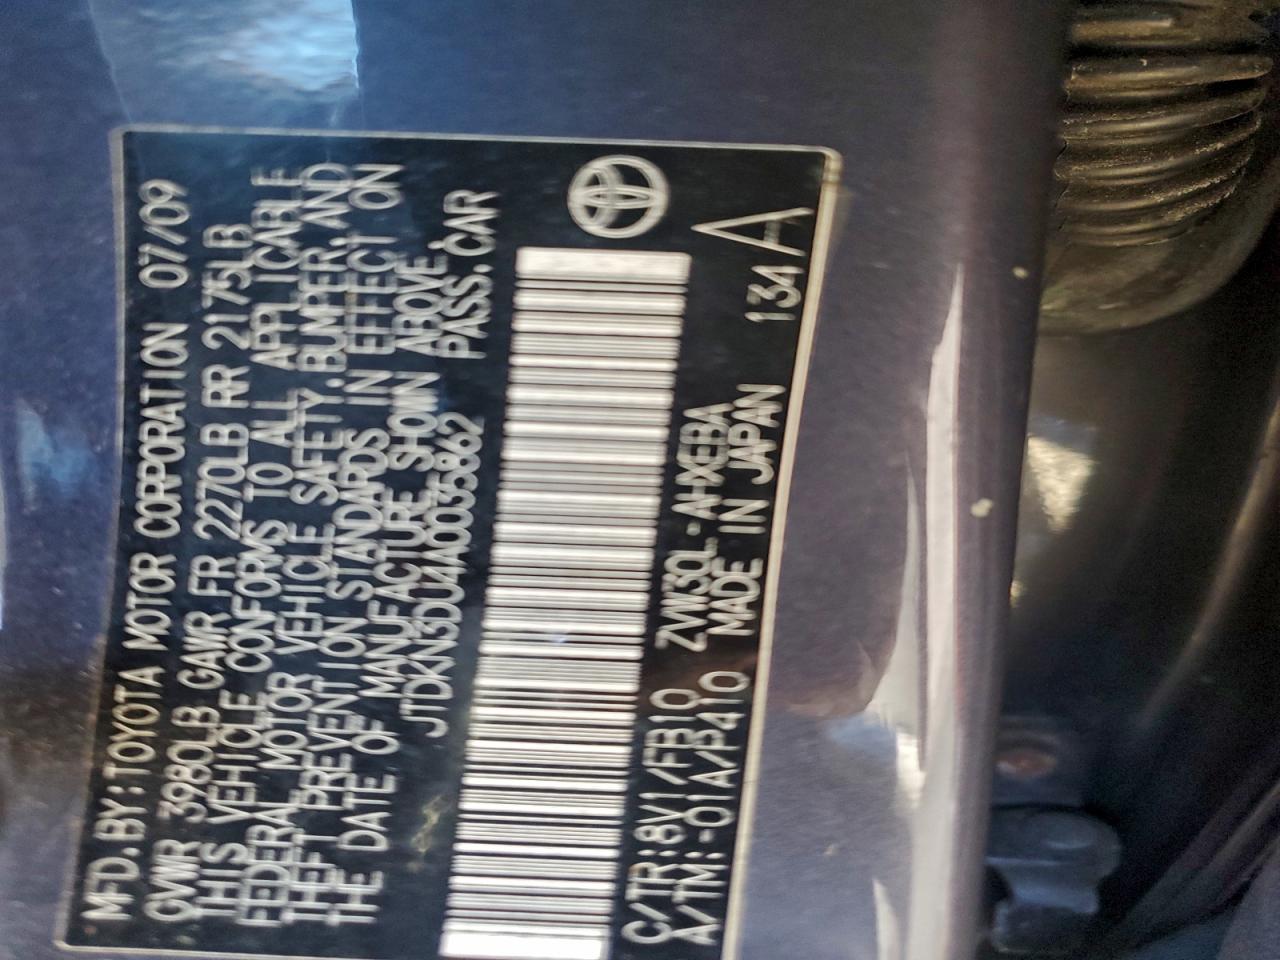 MFD.BY:TOYOTA MOTOR CORPORATION 07/09
GVWR 3980LB GAWR FR 2270LB RR 2175LB
THIS VEHICLE CONFORMS TO ALL APPLICABLE
FEDERAL MOTOR VEHICLE SAFETY,BUMPER,AND
THEFT PREVENTION STANDARDS IN EFFECT ON
THE DATE OF MANUFACTURE SHOWN ABOVE.
JTDKN3DU4A0035862 PASS.CAR
C/TR:8V1/FB10 ZVW30L-AHXEBA
A/TM:-01A/P410 MADE IN JAPAN 134
A